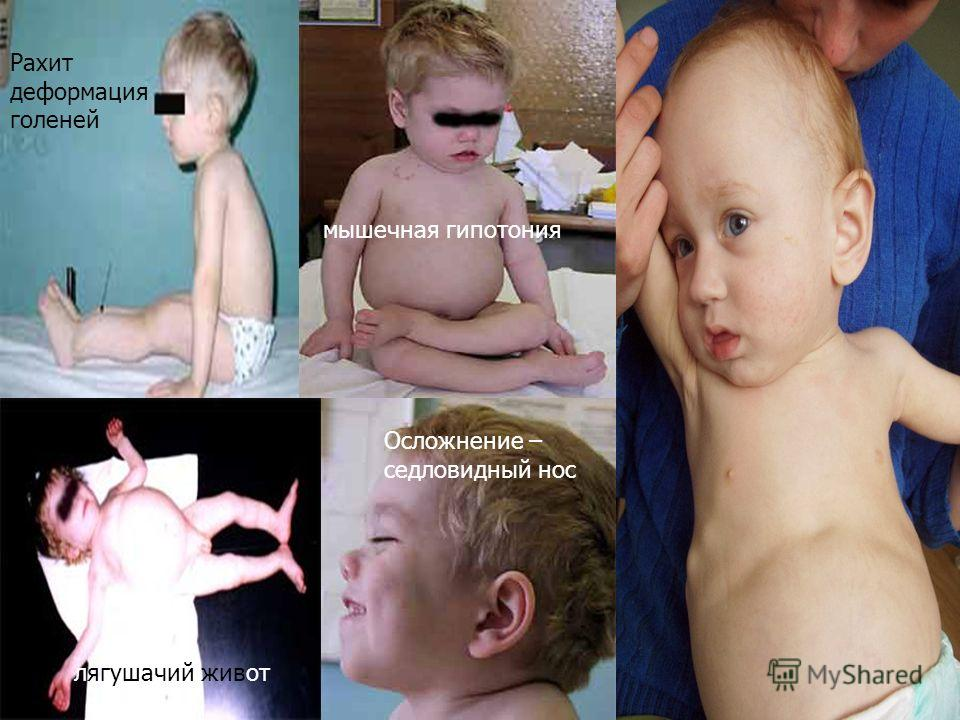 Рахит
деформация
голеней
мышечная гипотония
Осложнение –
седловидный нос
лягушачий живот
MyShared